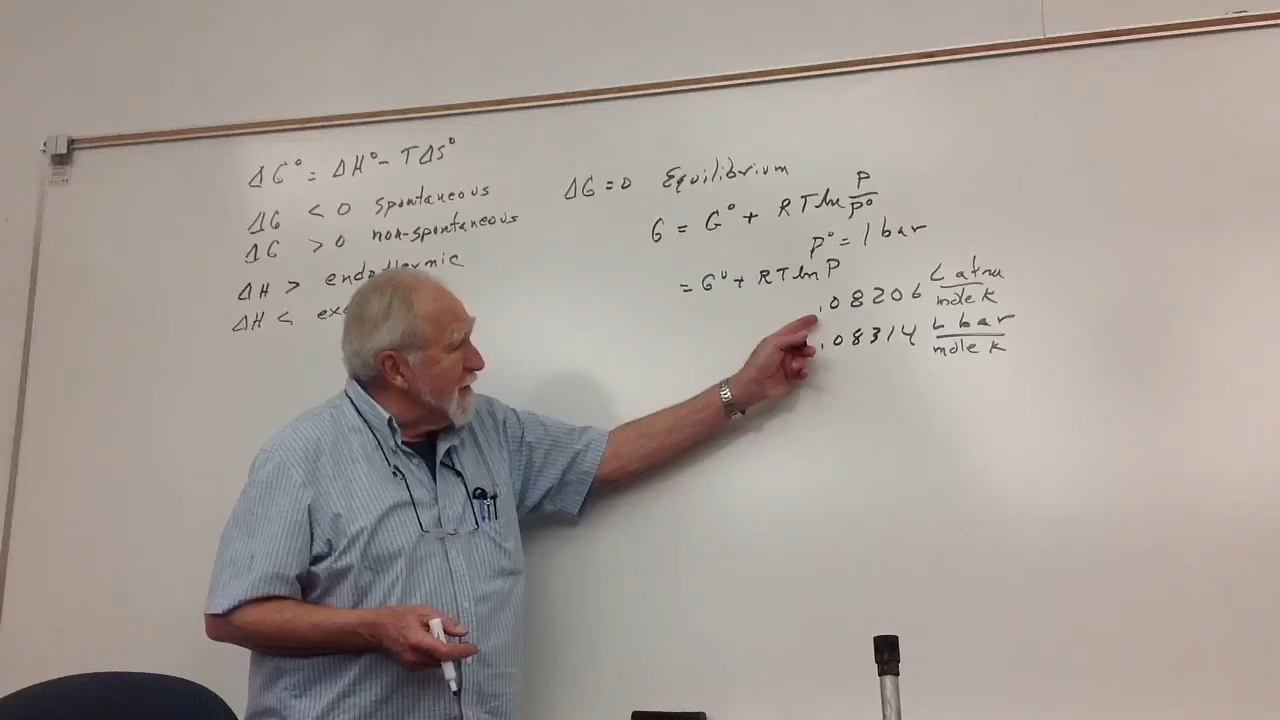 ΔG° = ΔH° - TΔS°
ΔG < 0 spontaneous
ΔG > 0 non-spontaneous
ΔH > endothermic
ΔH < exo
ΔG = 0 Equilibrium
G = G° + RT ln P/P°
P° = 1 bar
= G° + RT ln P
.08206 L atm/mole K
.08314 L bar/mole K